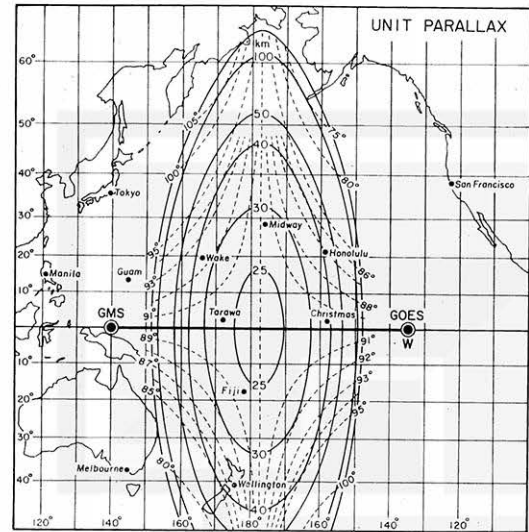 UNIT PARALLAX
60°
50°
40°
30°
20°
10°
0°
10°
20°
30°
40°
km
100
50
40
30
25
25
30
40
105°
100°
95°
93°
91°
89°
87°
85°
80°
75°
80°
86°
88°
91°
92°
93°
95°
100°
Tokyo
San Francisco
Midway
Wake
Honolulu
Manila
Guam
GMS
Tarawa
Christmas
GOES
W
Fiji
Melbourne
Wellington
120°
140°
160°
180°
160°
140°
120°